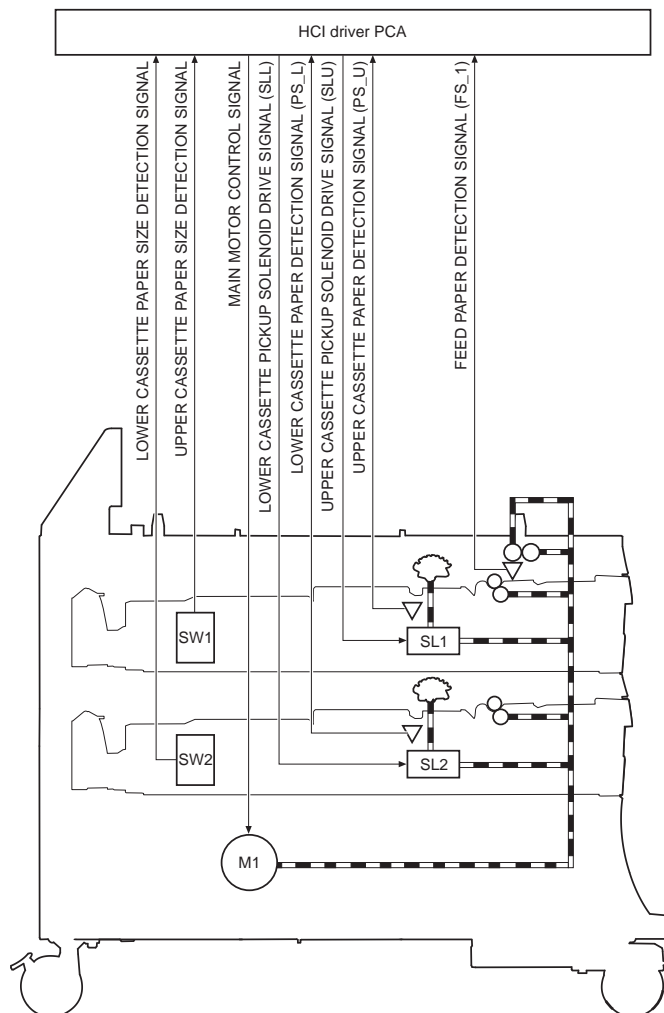 HCI driver PCA
LOWER CASSETTE PAPER SIZE DETECTION SIGNAL
UPPER CASSETTE PAPER SIZE DETECTION SIGNAL
MAIN MOTOR CONTROL SIGNAL
LOWER CASSETTE PICKUP SOLENOID DRIVE SIGNAL (SLL)
LOWER CASSETTE PAPER DETECTION SIGNAL (PS_L)
UPPER CASSETTE PICKUP SOLENOID DRIVE SIGNAL (SLU)
UPPER CASSETTE PAPER DETECTION SIGNAL (PS_U)
FEED PAPER DETECTION SIGNAL (FS_1)
SW1
SL1
SW2
SL2
M1